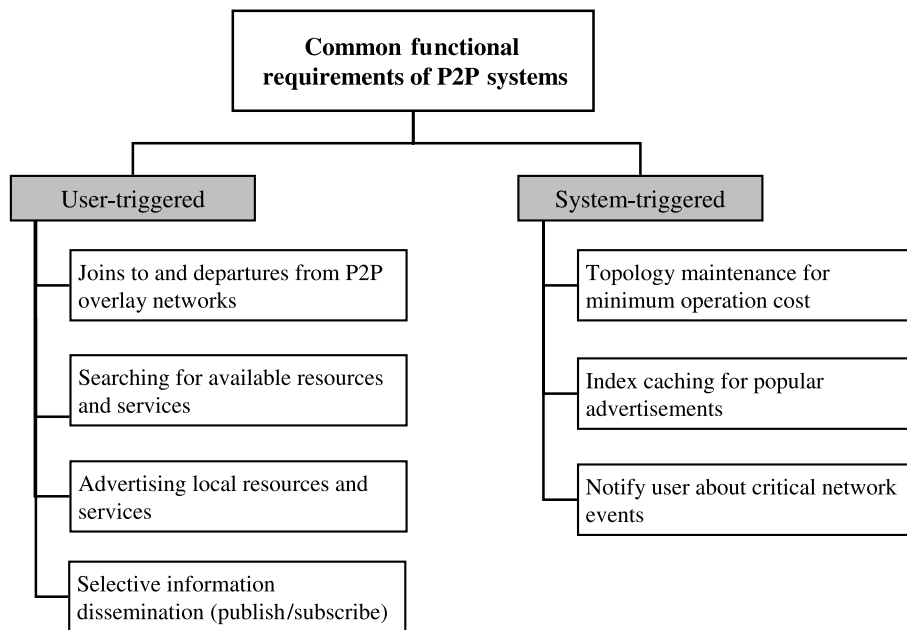 Common functional
requirements of P2P systems
User-triggered
Joins to and departures from P2P
overlay networks
Searching for available resources
and services
Advertising local resources and
services
Selective information
dissemination (publish/subscribe)
System-triggered
Topology maintenance for
minimum operation cost
Index caching for popular
advertisements
Notify user about critical network
events